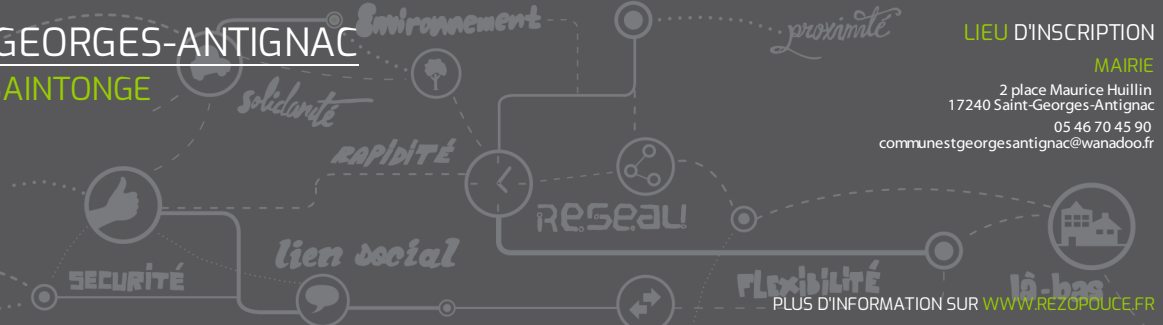 GEORGES-ANTIGNAC
AINTONGE
Environnement
proximité
solidarité
RAPIDITÉ
RESEAU
lien social
SECURITÉ
FLEXIBILITÉ
là-bas
LIEU D'INSCRIPTION
MAIRIE
2 place Maurice Huillin
17240 Saint-Georges-Antignac
05 46 70 45 90
communestgeorgesantignac@wanadoo.fr
PLUS D'INFORMATION SUR WWW.REZOPOUCE.FR